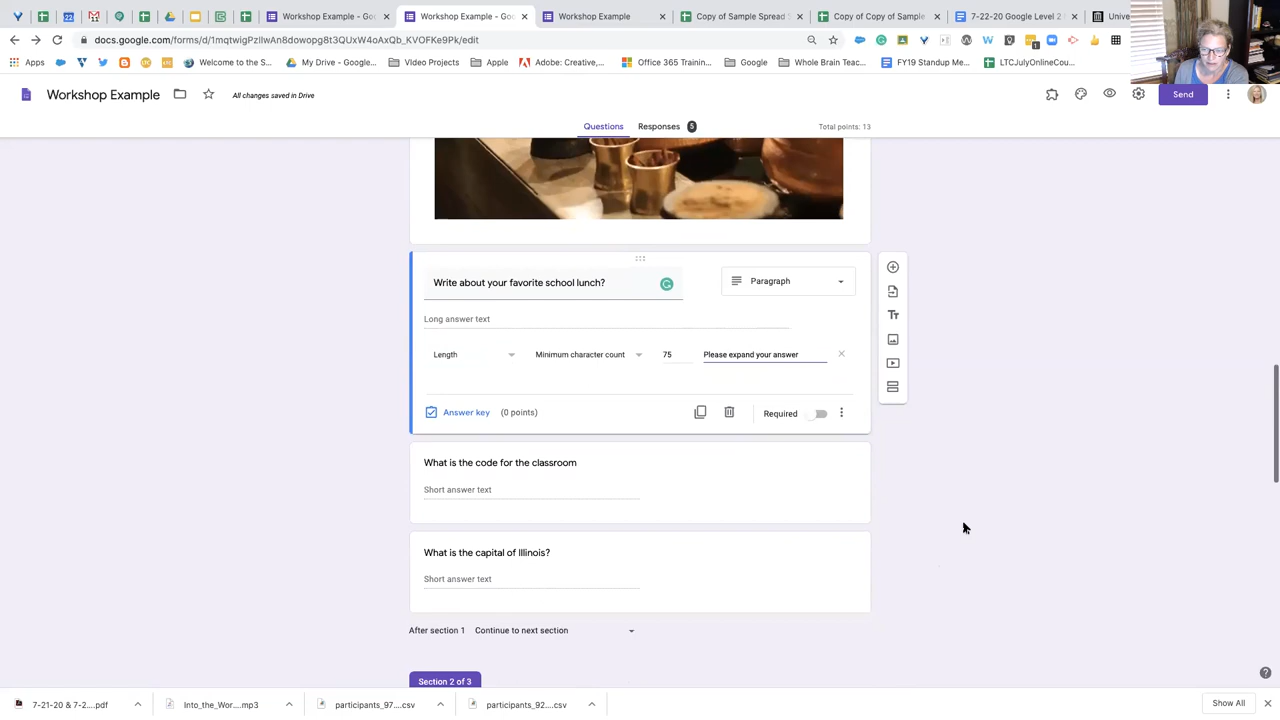 Workshop Example - Goo
Workshop Example - Goo
Workshop Example
Copy of Sample Spread S
Copy of Copy of Sample
7-22-20 Google Level 2
Unive
22
docs.google.com/forms/d/1mqtwigPziwAn8dowopg8t3QUxW4oAxQb_KVOFKe8Pk/edit
Apps
Welcome to the S...
My Drive - Google...
Video Projects
Apple
Adobe: Creative,...
Office 365 Trainin...
Google
Whole Brain Teac...
FY19 Standup Me...
LTCJulyOnlineCou...
Workshop Example
All changes saved in Drive
Send
Questions
Responses
5
Total points: 13
Write about your favorite school lunch?
Paragraph
Long answer text
Length
Minimum character count
75
Please expand your answer
Answer key
(0 points)
Required
What is the code for the classroom
Short answer text
What is the capital of Illinois?
Short answer text
After section 1
Continue to next section
Section 2 of 3
7-21-20 & 7-2....pdf
Into_the_Wor....mp3
participants_97....csv
participants_92....csv
Show All